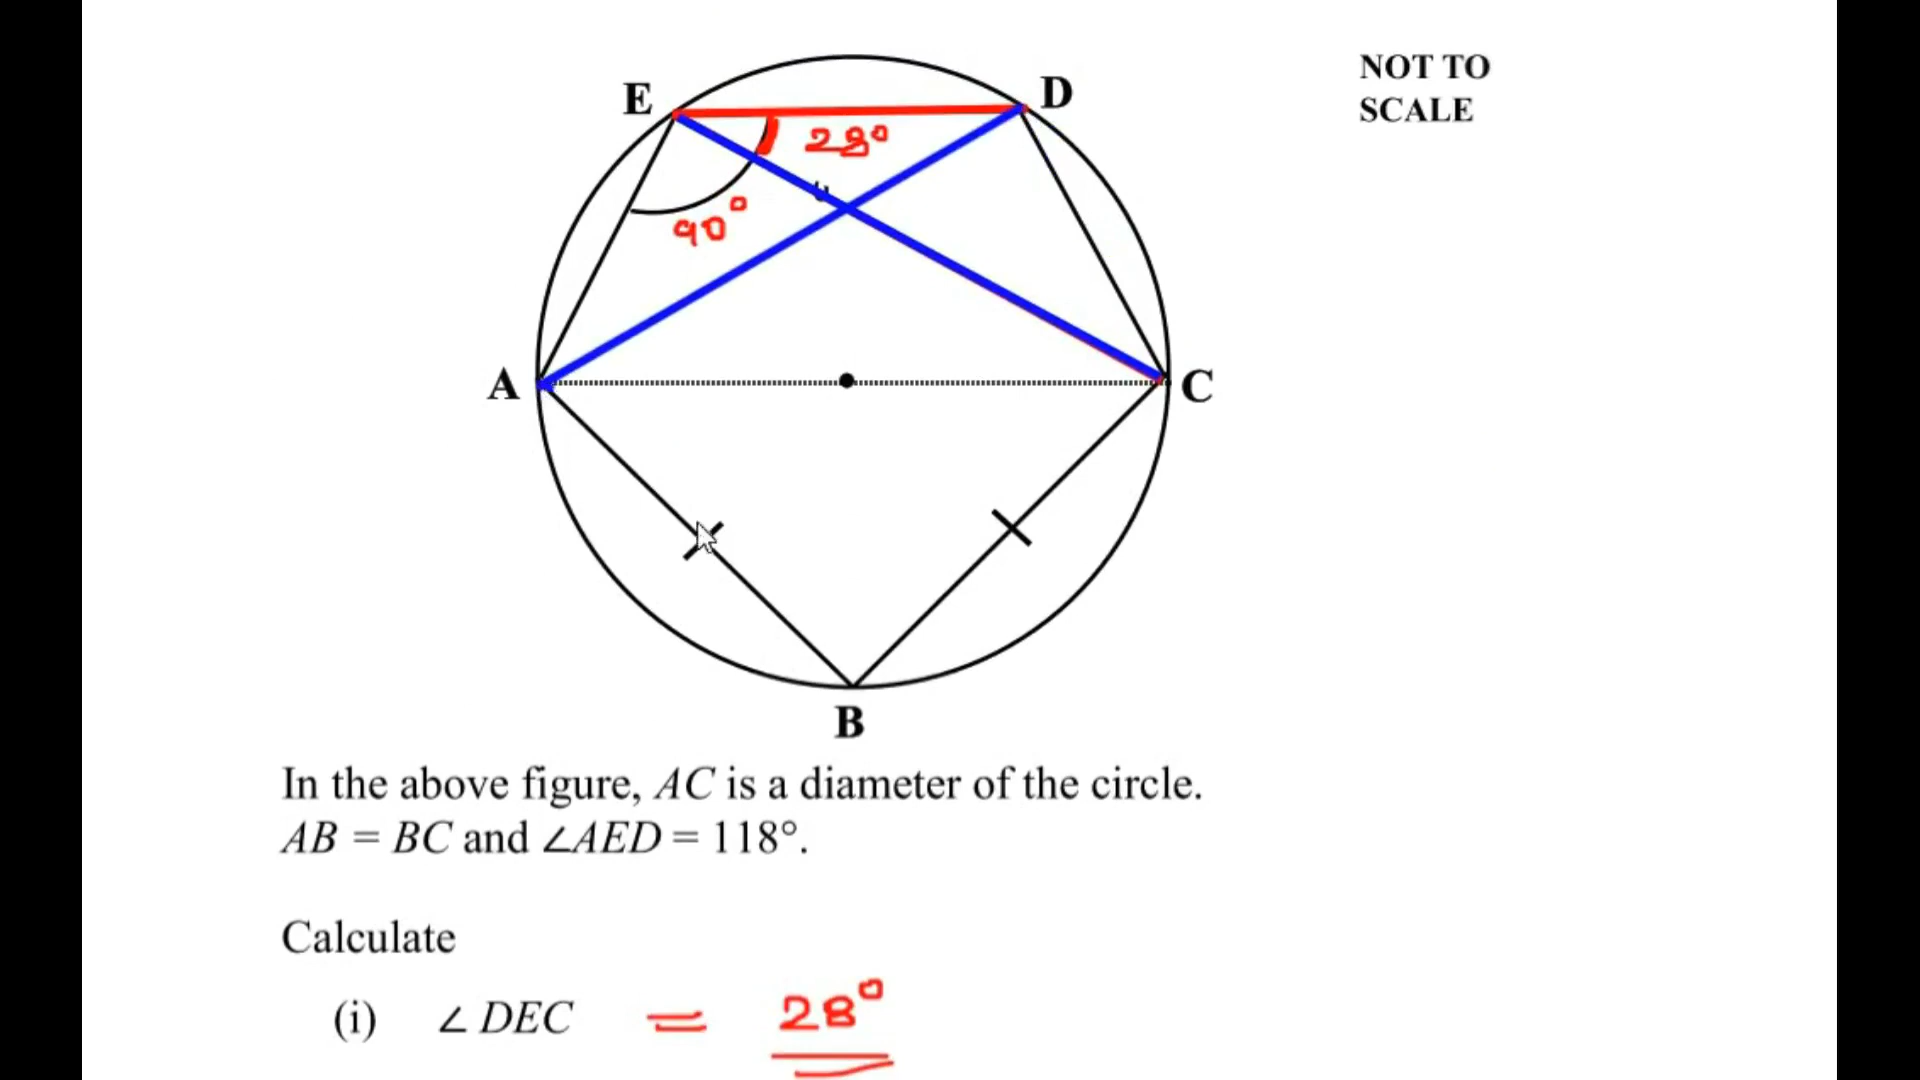 NOT TO
SCALE
E
D
28°
90°
A
C
B
In the above figure, AC is a diameter of the circle.
AB = BC and ∠AED = 118°.
Calculate
(i) ∠ DEC = 28°